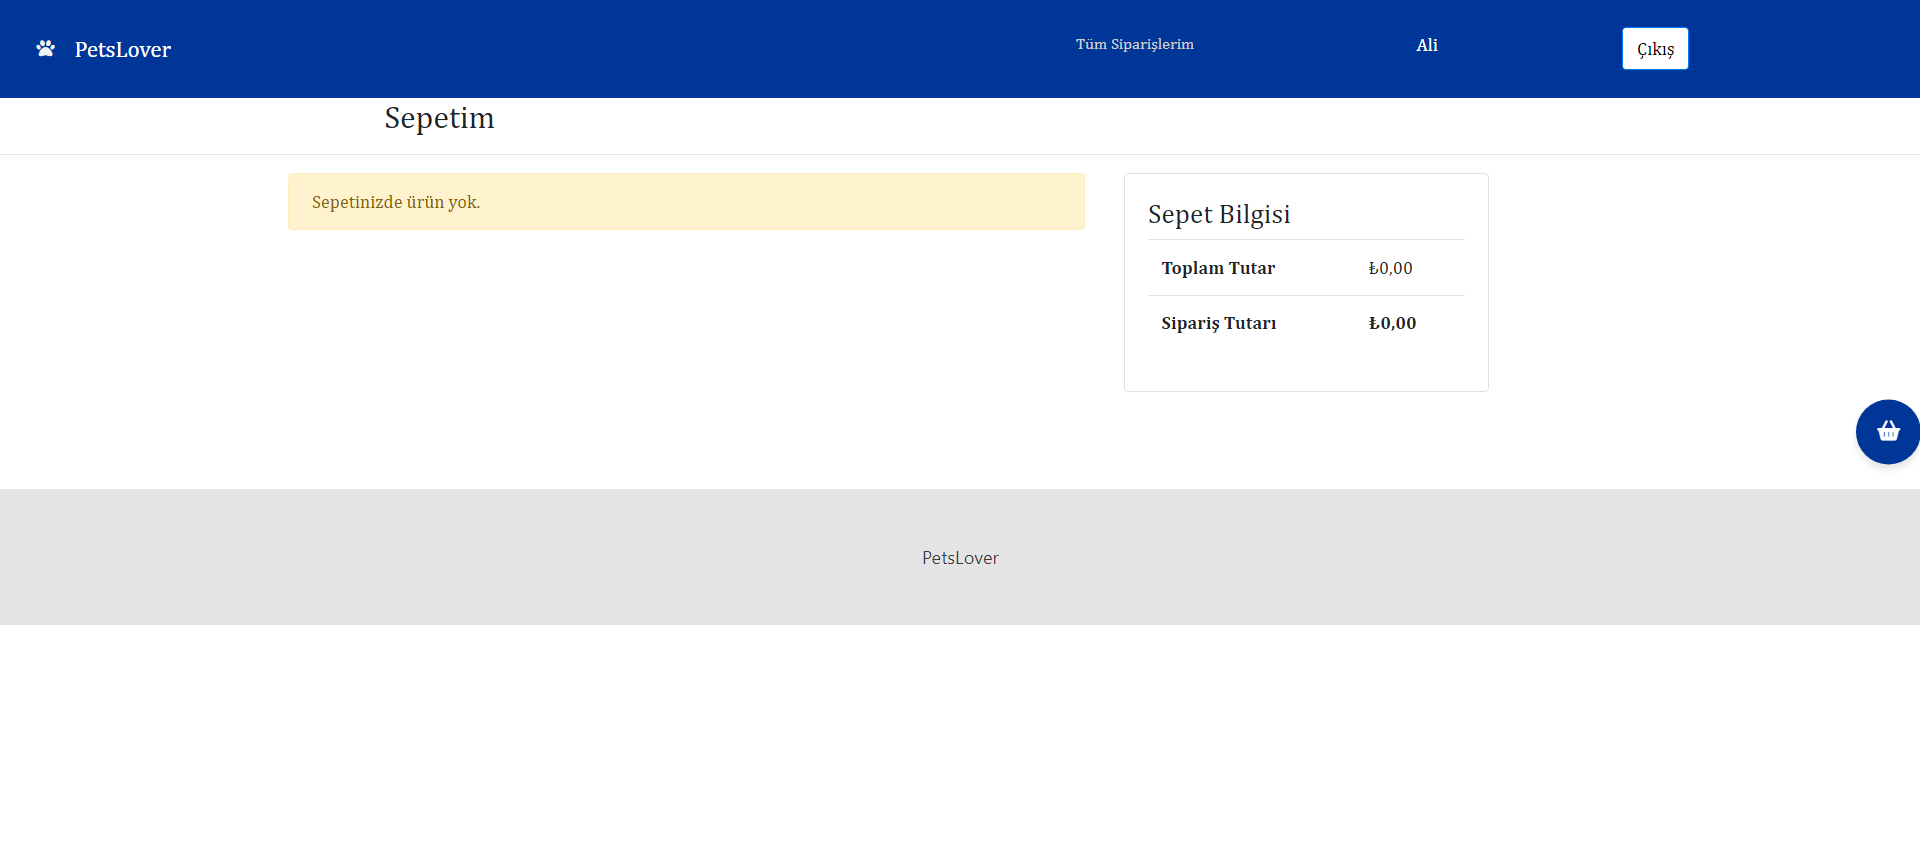 PetsLover
Tüm Siparişlerim
Ali
Çıkış
Sepetim
Sepetinizde ürün yok.
Sepet Bilgisi
Toplam Tutar ₺0,00
Sipariş Tutarı ₺0,00
PetsLover